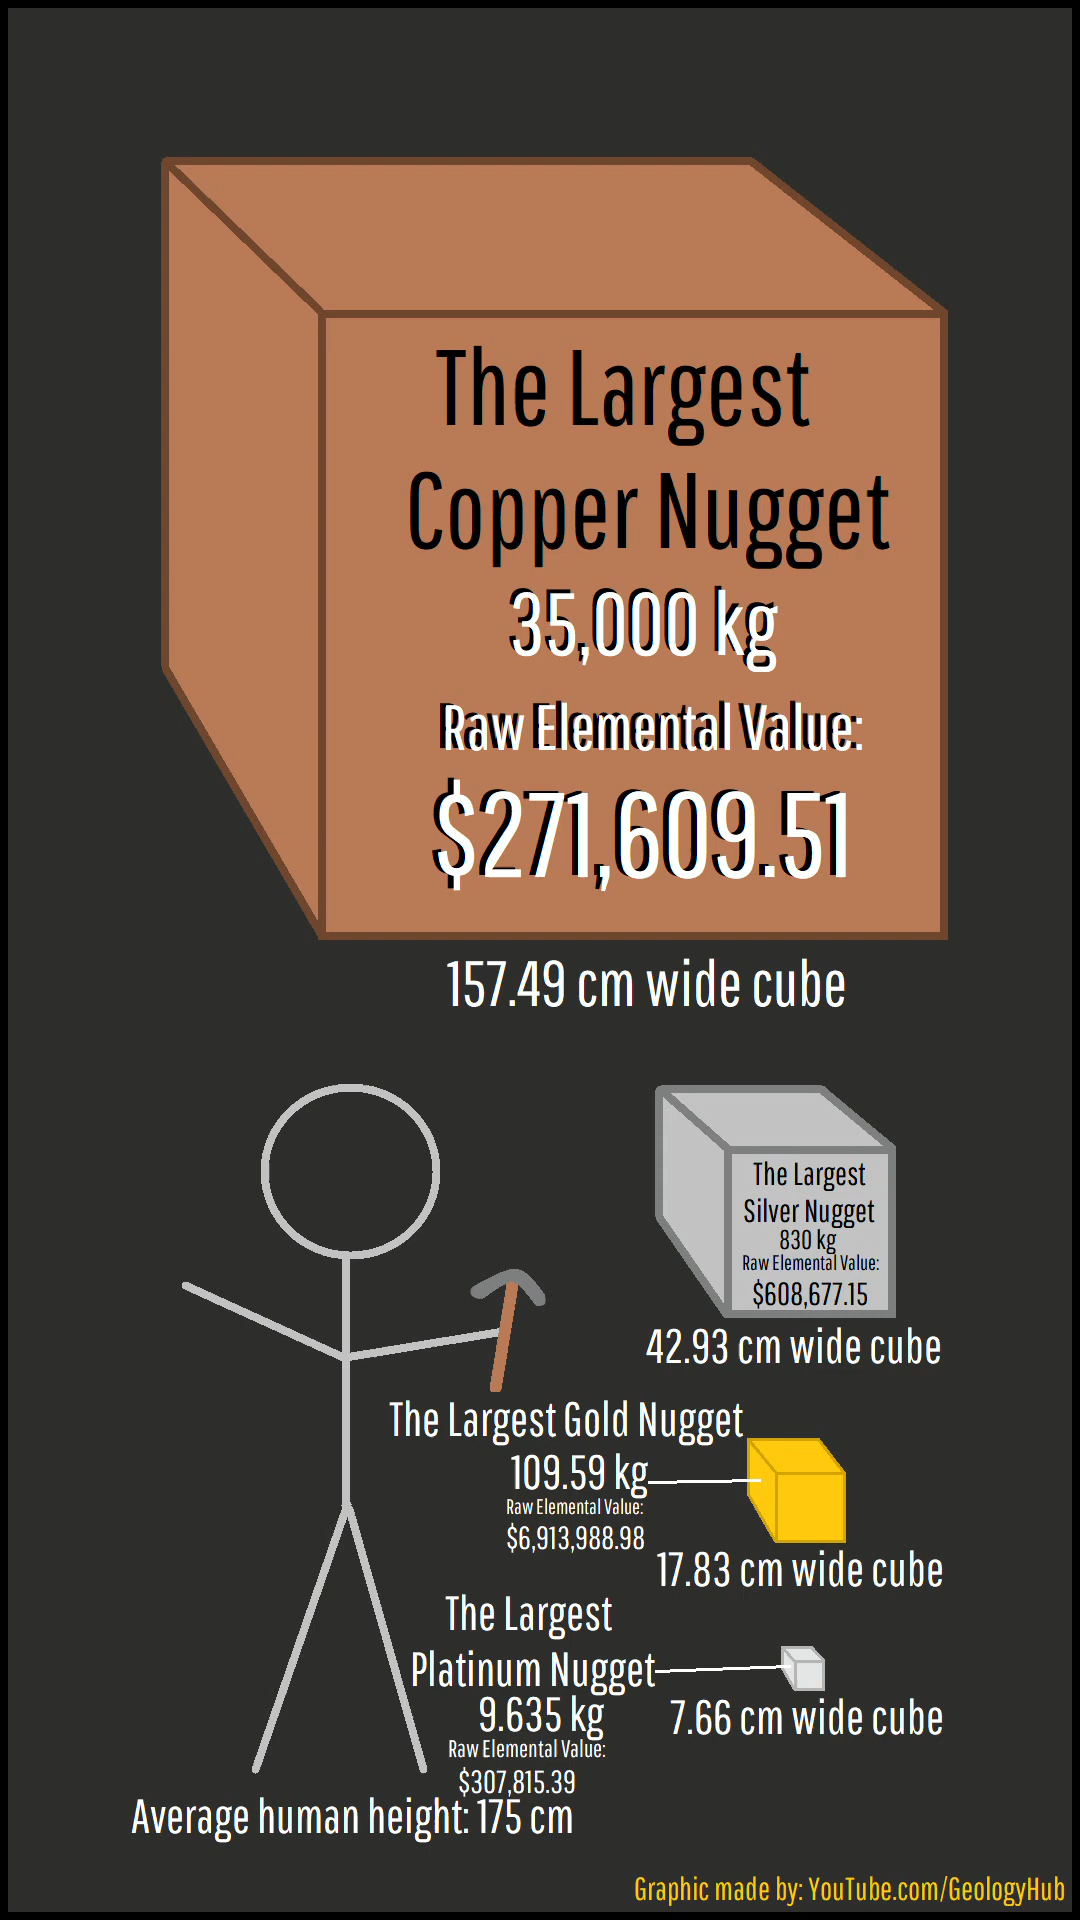 The Largest
Copper Nugget
35,000 kg
Raw Elemental Value:
$271,609.51
157.49 cm wide cube
The Largest
Silver Nugget
830 kg
Raw Elemental Value:
$608,677.15
42.93 cm wide cube
The Largest Gold Nugget
109.59 kg
Raw Elemental Value:
$6,913,988.98
17.83 cm wide cube
The Largest
Platinum Nugget
9.635 kg
7.66 cm wide cube
Raw Elemental Value:
$307,815.39
Average human height: 175 cm
Graphic made by: YouTube.com/GeologyHub